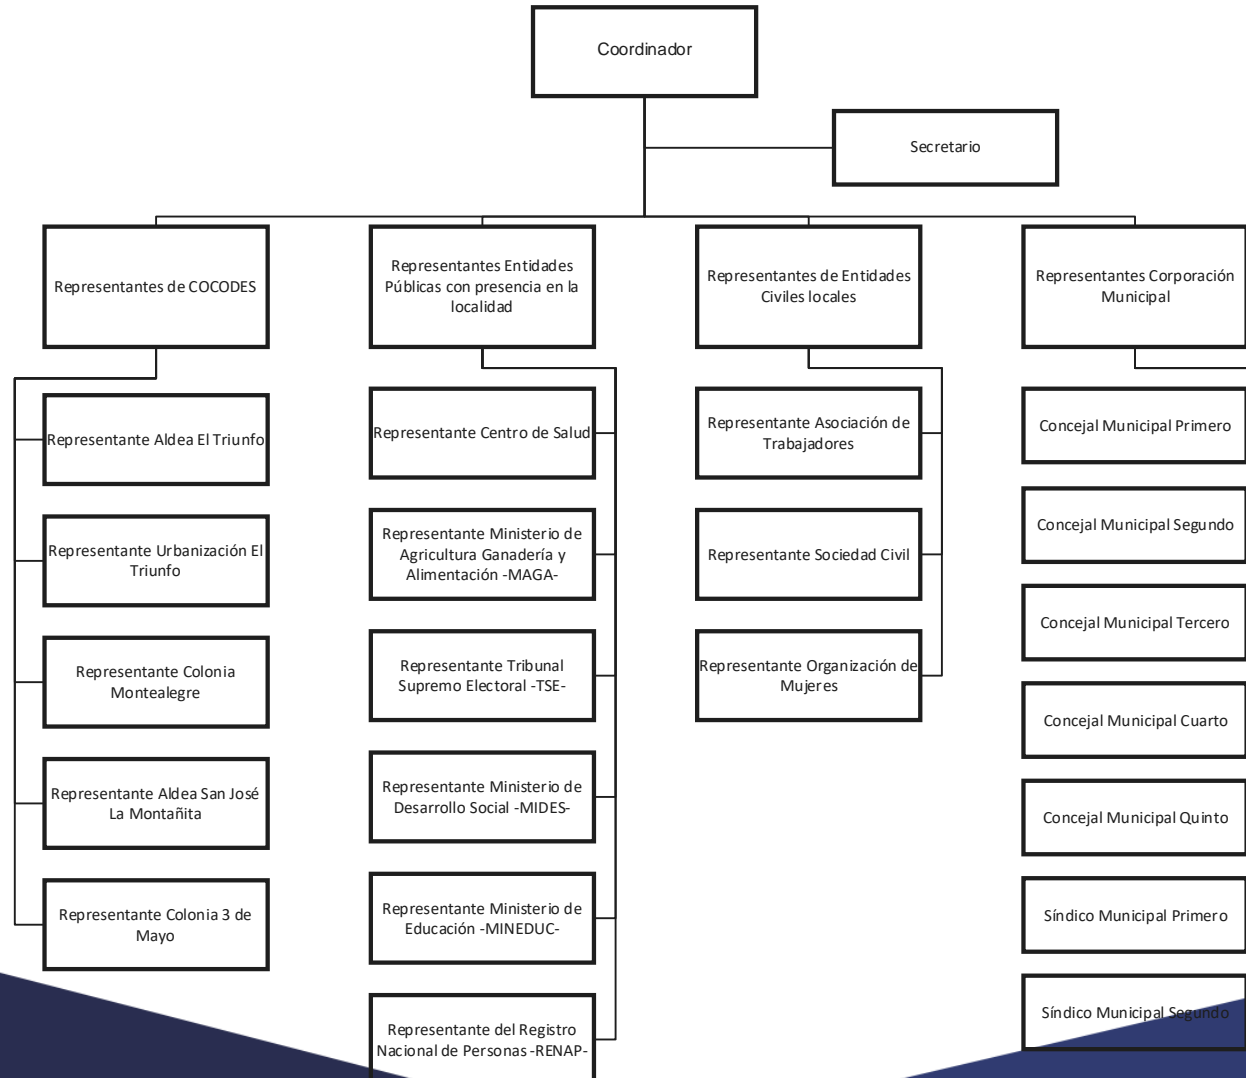 Coordinador
Secretario
Representantes de COCODES
Representantes Entidades
Públicas con presencia en la
localidad
Representantes de Entidades
Civiles locales
Representantes Corporación
Municipal
Representante Aldea El Triunfo
Representante Urbanización El
Triunfo
Representante Colonia
Montealegre
Representante Aldea San José
La Montañita
Representante Colonia 3 de
Mayo
Representante Centro de Salud
Representante Ministerio de
Agricultura Ganadería y
Alimentación -MAGA-
Representante Tribunal
Supremo Electoral -TSE-
Representante Ministerio de
Desarrollo Social -MIDES-
Representante Ministerio de
Educación -MINEDUC-
Representante del Registro
Nacional de Personas -RENAP-
Representante Asociación de
Trabajadores
Representante Sociedad Civil
Representante Organización de
Mujeres
Concejal Municipal Primero
Concejal Municipal Segundo
Concejal Municipal Tercero
Concejal Municipal Cuarto
Concejal Municipal Quinto
Síndico Municipal Primero
Síndico Municipal Segundo